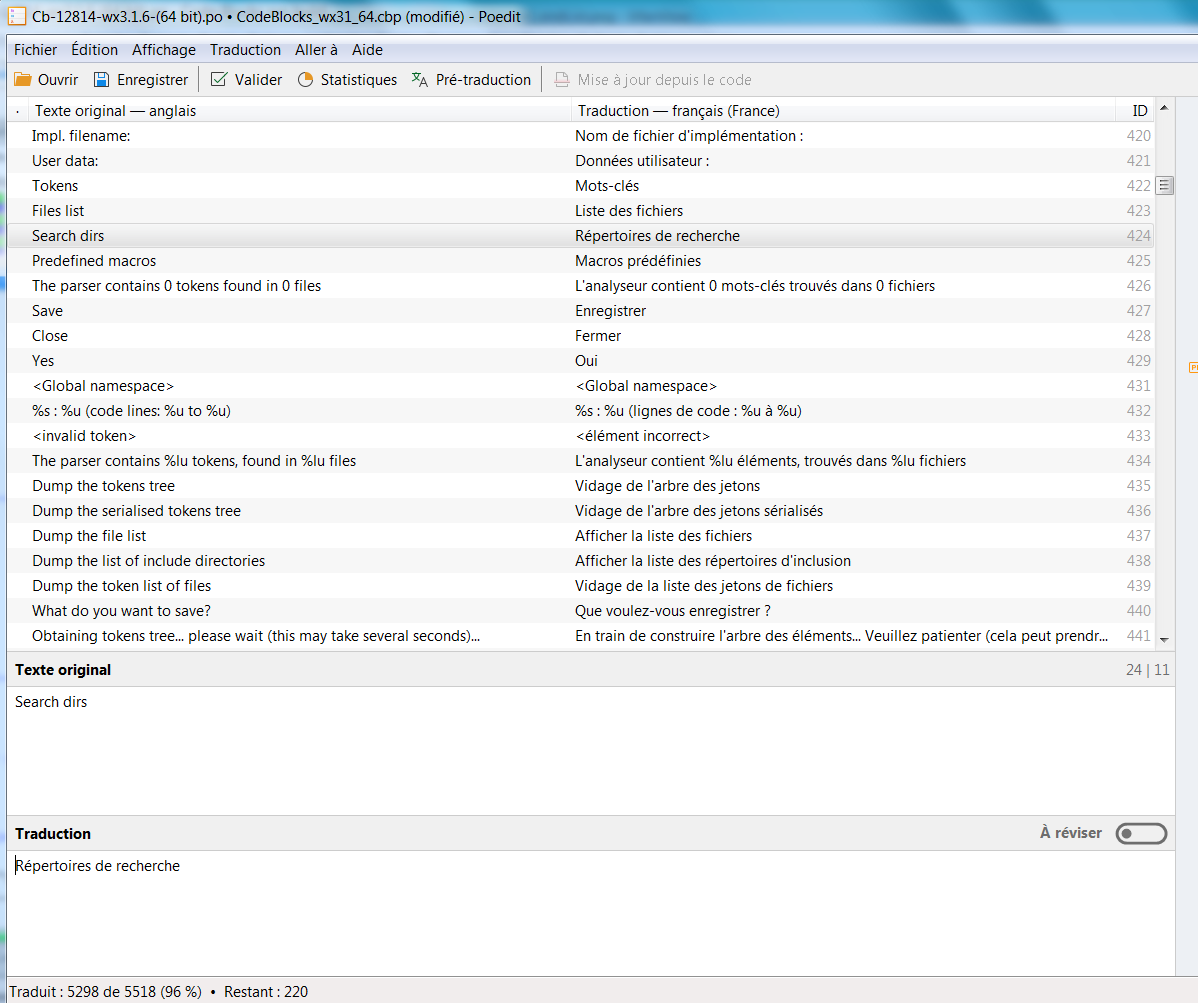 Cb-12814-wx3.1.6-(64 bit).po • CodeBlocks_wx31_64.cbp (modifié) - Poedit
Fichier Édition Affichage Traduction Aller à Aide
Ouvrir Enregistrer Valider Statistiques Pré-traduction Mise à jour depuis le code
· Texte original — anglais Traduction — français (France) ID
Impl. filename: Nom de fichier d'implémentation : 420
User data: Données utilisateur : 421
Tokens Mots-clés 422
Files list Liste des fichiers 423
Search dirs Répertoires de recherche 424
Predefined macros Macros prédéfinies 425
The parser contains 0 tokens found in 0 files L'analyseur contient 0 mots-clés trouvés dans 0 fichiers 426
Save Enregistrer 427
Close Fermer 428
Yes Oui 429
<Global namespace> <Global namespace> 431
%s : %u (code lines: %u to %u) %s : %u (lignes de code : %u à %u) 432
<invalid token> <élément incorrect> 433
The parser contains %lu tokens, found in %lu files L'analyseur contient %lu éléments, trouvés dans %lu fichiers 434
Dump the tokens tree Vidage de l'arbre des jetons 435
Dump the serialised tokens tree Vidage de l'arbre des jetons sérialisés 436
Dump the file list Afficher la liste des fichiers 437
Dump the list of include directories Afficher la liste des répertoires d'inclusion 438
Dump the token list of files Vidage de la liste des jetons de fichiers 439
What do you want to save? Que voulez-vous enregistrer ? 440
Obtaining tokens tree... please wait (this may take several seconds)... En train de construire l'arbre des éléments... Veuillez patienter (cela peut prendr... 441
Texte original 24 | 11
Search dirs
Traduction À réviser
Répertoires de recherche
Traduit : 5298 de 5518 (96 %) • Restant : 220